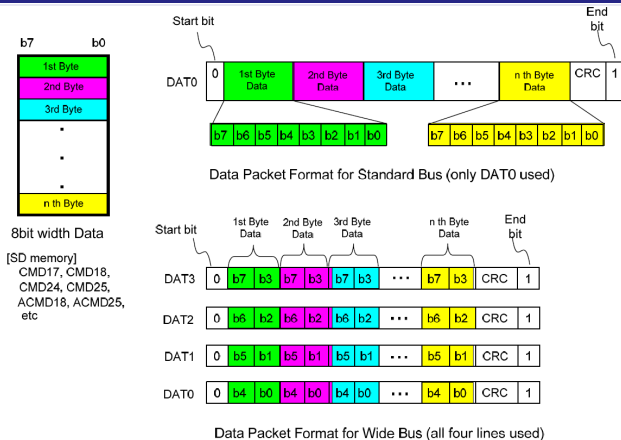 b7 b0
1st Byte
2nd Byte
3rd Byte
.
.
.
n th Byte
8bit width Data
[SD memory]
CMD17, CMD18,
CMD24, CMD25,
ACMD18, ACMD25,
etc
Start bit
End
bit
DAT0 0 1st Byte Data 2nd Byte Data 3rd Byte Data ... n th Byte Data CRC 1
b7 b6 b5 b4 b3 b2 b1 b0 b7 b6 b5 b4 b3 b2 b1 b0
Data Packet Format for Standard Bus (only DAT0 used)
Start bit 1st Byte Data 2nd Byte Data 3rd Byte Data n th Byte Data End bit
DAT3 0 b7 b3 b7 b3 b7 b3 ... b7 b3 CRC 1
DAT2 0 b6 b2 b6 b2 b6 b2 ... b6 b2 CRC 1
DAT1 0 b5 b1 b5 b1 b5 b1 ... b5 b1 CRC 1
DAT0 0 b4 b0 b4 b0 b4 b0 ... b4 b0 CRC 1
Data Packet Format for Wide Bus (all four lines used)